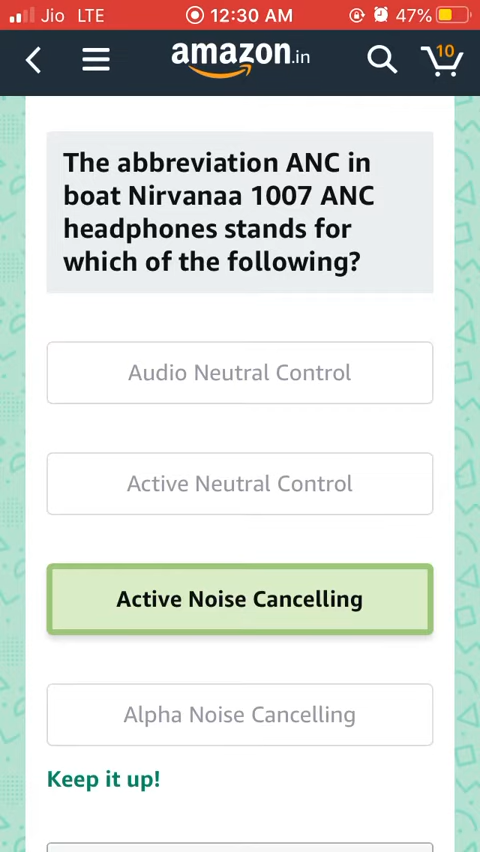 Jio LTE 12:30 AM 47%
amazon.in 10
The abbreviation ANC in
boat Nirvanaa 1007 ANC
headphones stands for
which of the following?
Audio Neutral Control
Active Neutral Control
Active Noise Cancelling
Alpha Noise Cancelling
Keep it up!